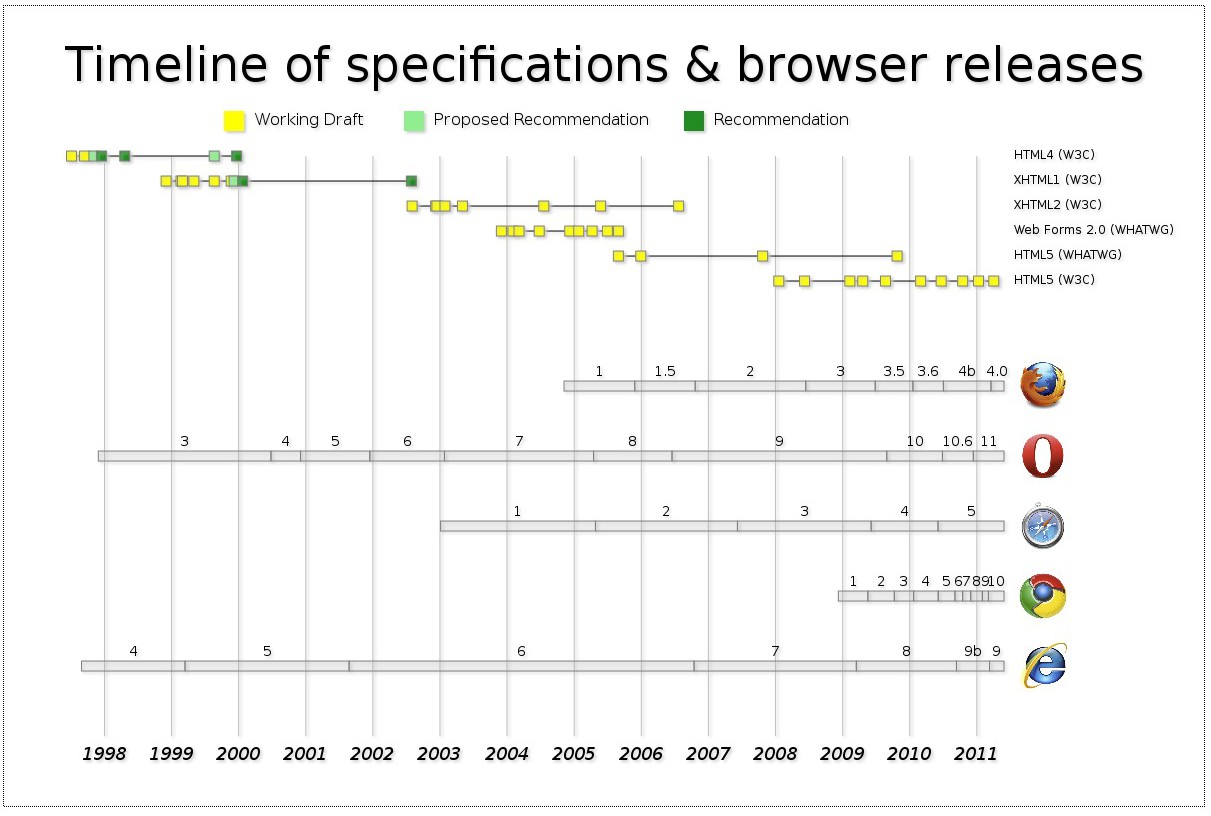 Timeline of specifications & browser releases
Working Draft Proposed Recommendation Recommendation
HTML4 (W3C)
XHTML1 (W3C)
XHTML2 (W3C)
Web Forms 2.0 (WHATWG)
HTML5 (WHATWG)
HTML5 (W3C)
1 1.5 2 3 3.5 3.6 4b 4.0
3 4 5 6 7 8 9 10 10.6 11
1 2 3 4 5
1 2 3 4 5 6 7 8 9 10
4 5 6 7 8 9b 9
1998 1999 2000 2001 2002 2003 2004 2005 2006 2007 2008 2009 2010 2011